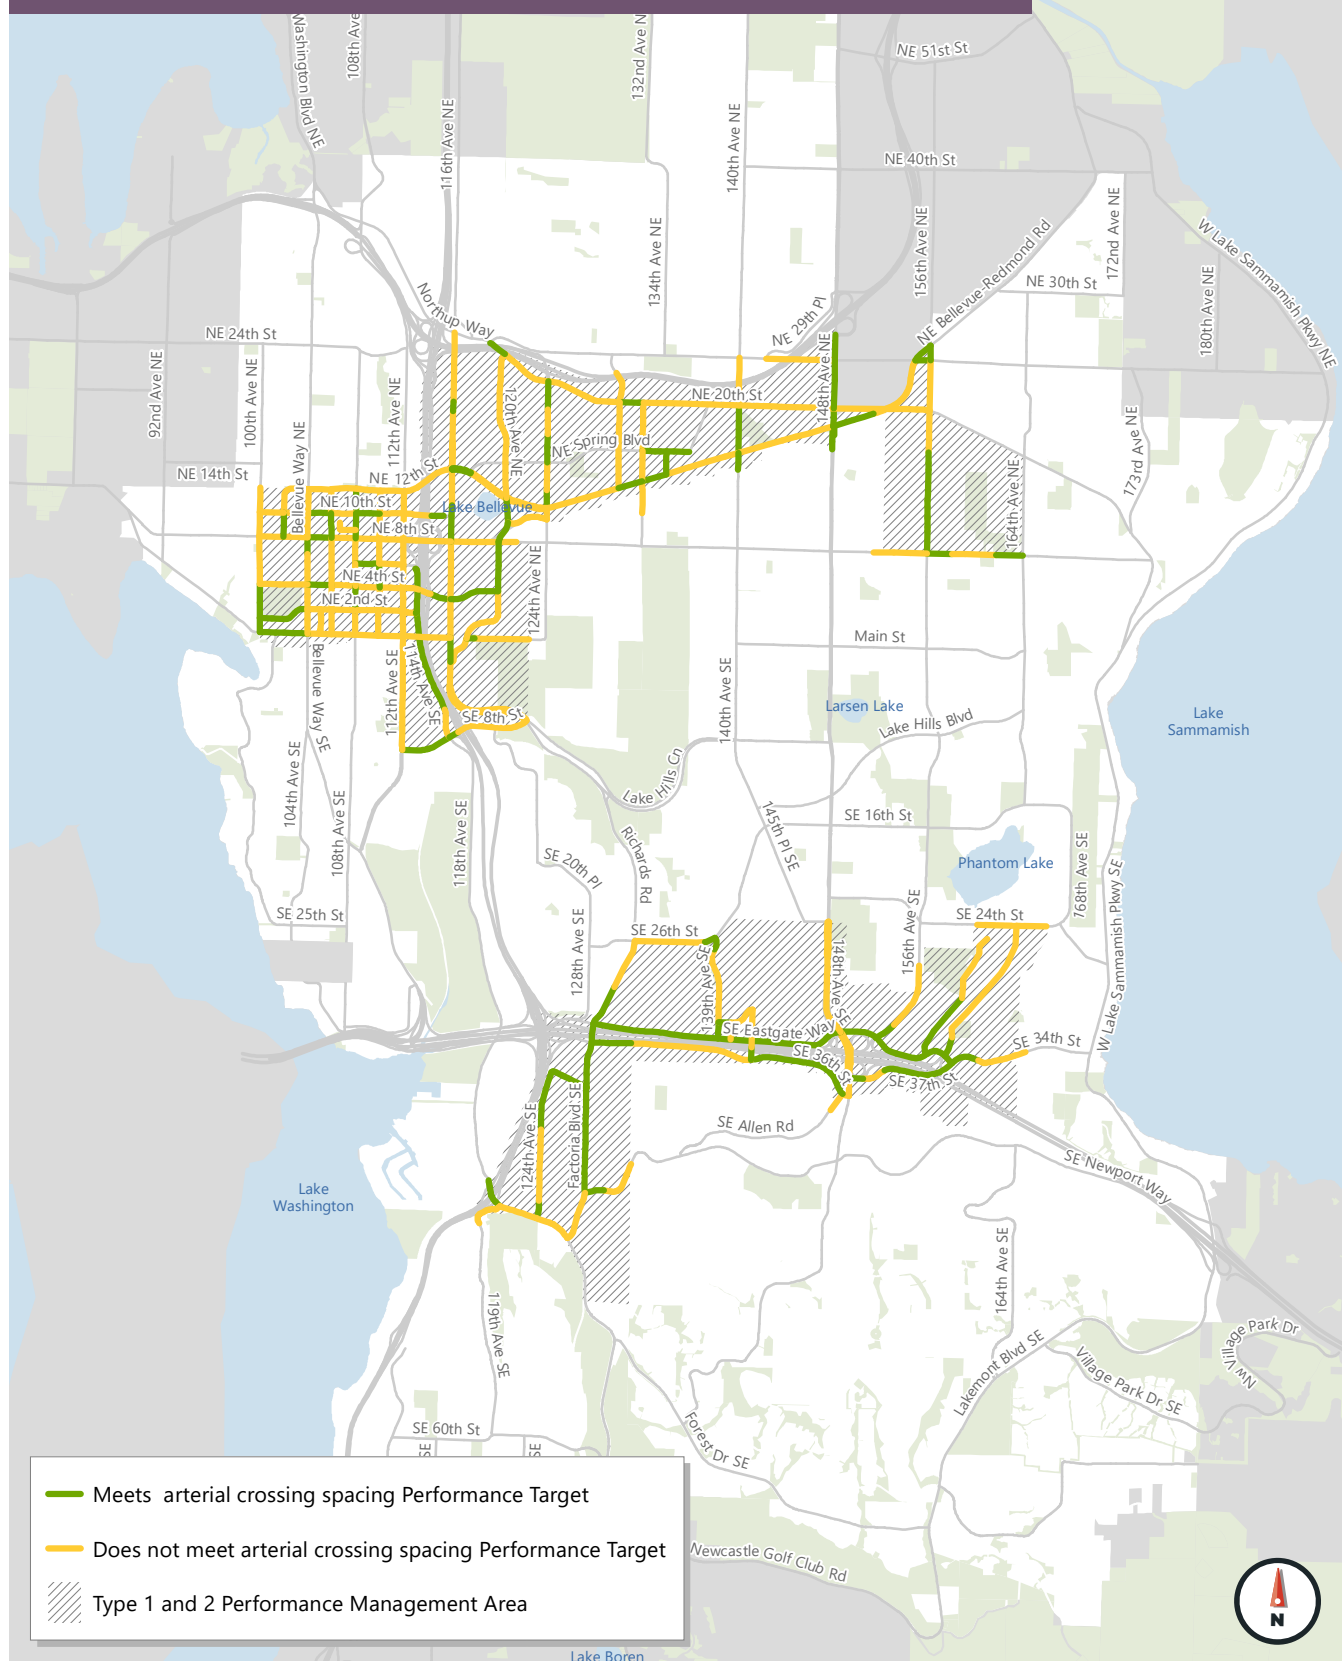 Washington Blvd NE
108th Ave
132nd Ave N
NE 51st St
116th Ave NE
140th Ave NE
NE 40th St
172nd Ave NE
W Lake Sammamish Pkwy NE
134th Ave NE
156th Ave NE
NE Bellevue-Redmond Rd
NE 30th St
180th Ave NE
Northup Way
NE 29th Pl
NE 24th St
92nd Ave NE
100th Ave NE
112th Ave NE
120th Ave NE
NE 20th St
148th Ave NE
NE Spring Blvd
173rd Ave NE
Bellevue Way NE
NE 14th St
NE 12th St
164th Ave NE
NE 10th St
Lake Bellevue
NE 8th St
NE 4th St
NE 2nd St
124th Ave NE
Main St
Bellevue Way SE
112th Ave SE
114th Ave SE
140th Ave SE
Larsen Lake
Lake Hills Blvd
Lake
Sammamish
SE 8th St
104th Ave SE
Lake Hills Cn
108th Ave SE
118th Ave SE
145th Pl SE
SE 16th St
Richards Rd
SE 20th Pl
Phantom Lake
168th Ave SE
W Lake Sammamish Pkwy SE
SE 25th St
128th Ave SE
SE 26th St
156th Ave SE
SE 24th St
139th Ave SE
148th Ave SE
SE Eastgate Way
SE 36th St
SE 34th St
SE 37th St
124th Ave SE
Factoria Blvd SE
SE Allen Rd
SE Newport Way
Lake
Washington
164th Ave SE
119th Ave SE
Lakemont Blvd SE
Village Park Dr SE
NW Village Park Dr
SE 60th St
SE
SE
Forest Dr SE
Newcastle Golf Club Rd
Meets arterial crossing spacing Performance Target
Does not meet arterial crossing spacing Performance Target
Type 1 and 2 Performance Management Area
N
Lake Boren